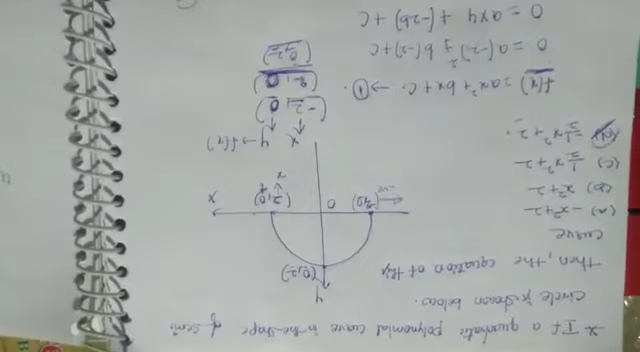 * If a quadratic polynomial curve in the shape of semi
circle is shown below.
Then, the equation of this
curve
(a) -x²+2
(b) x²+2
(c) 1/2 x²+2
(d) -1/2 x²+2.
y
(0,2)
(-2,0) O (2,0) x
x
x y→f(x)
(-2, 0)
(2, 0)
(0,2)
f(x) = ax²+bx+c → ①.
0 = a(-2)²+b(-2)+c
0 = a×4+(-2b)+c